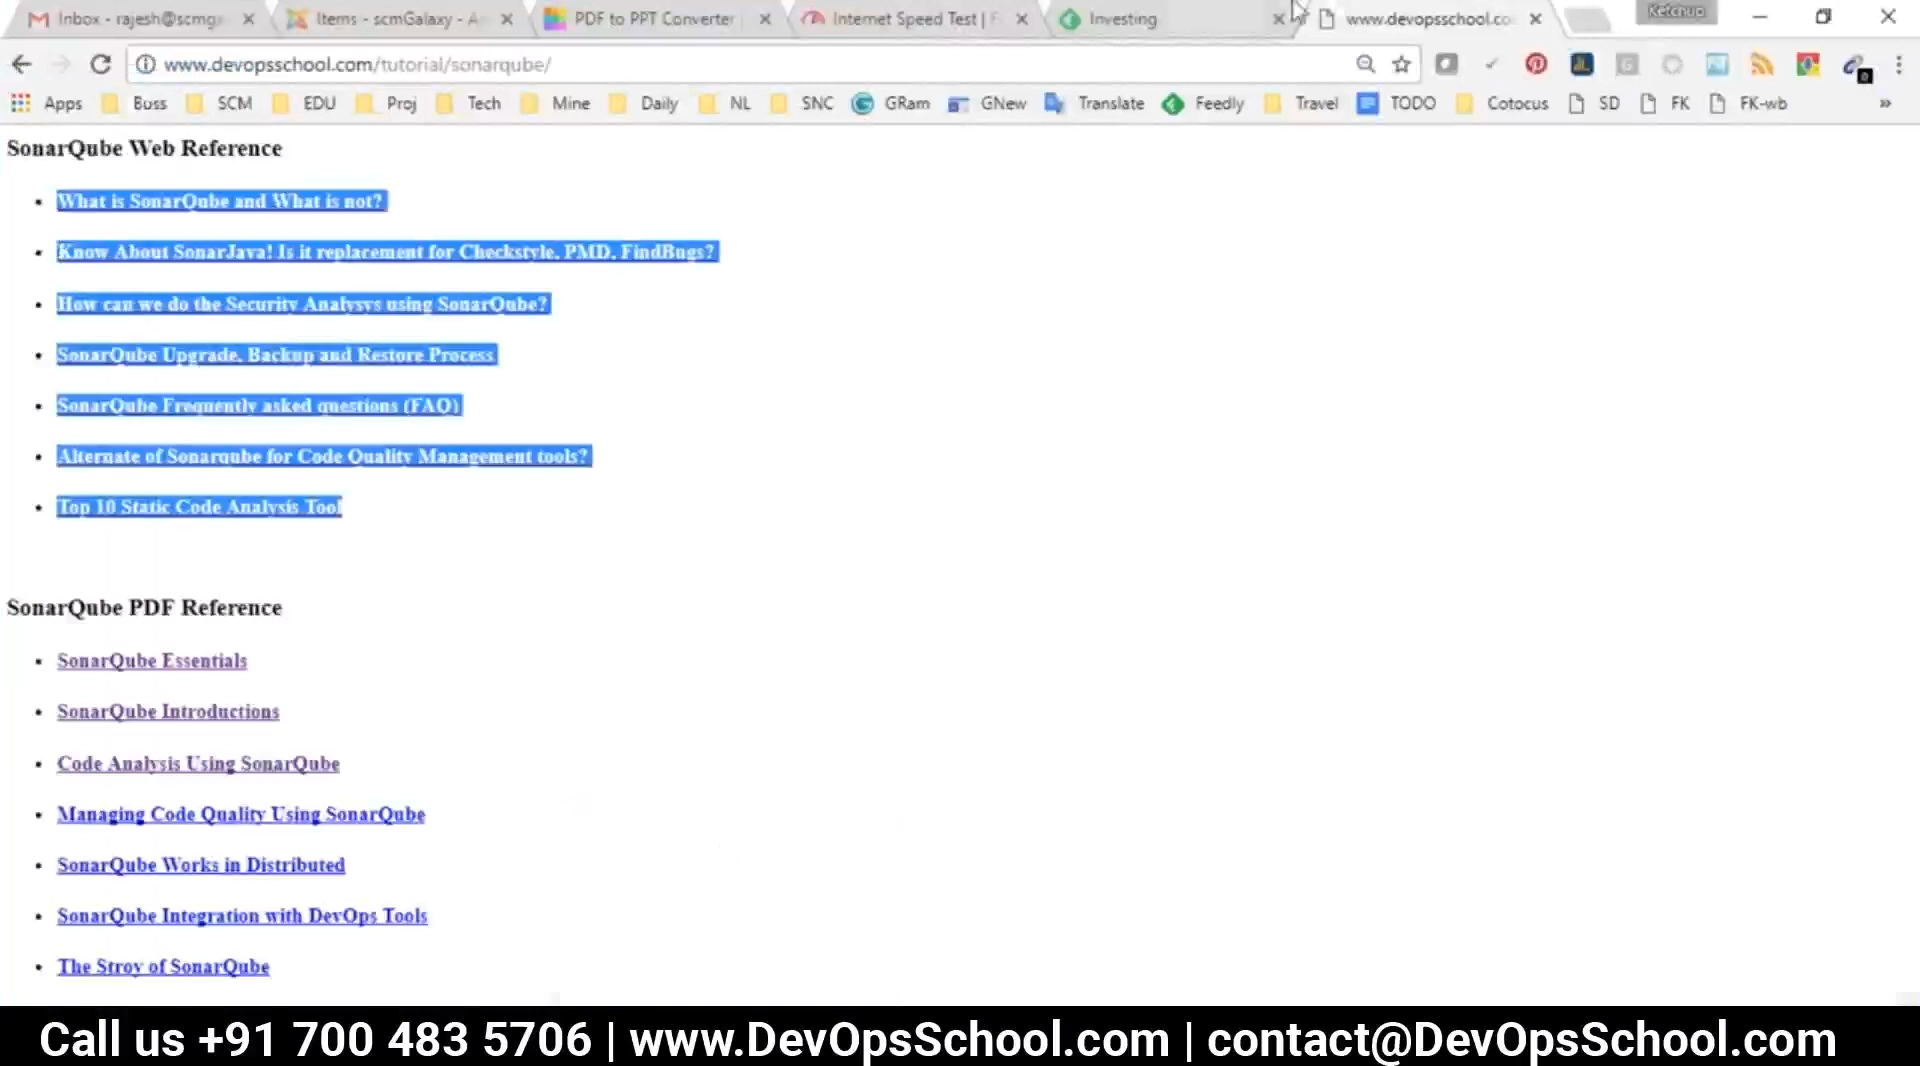 Inbox - rajesh@scmg
Items - scmGalaxy - A
PDF to PPT Converter
Internet Speed Test | F
Investing
www.devopsschool.co
Ketchup
www.devopsschool.com/tutorial/sonarqube/
Apps Buss SCM EDU Proj Tech Mine Daily NL SNC GRam GNew Translate Feedly Travel TODO Cotocus SD FK FK-wb »
SonarQube Web Reference
• What is SonarQube and What is not?
• Know About SonarJava! Is it replacement for Checkstyle, PMD, FindBugs?
• How can we do the Security Analysys using SonarQube?
• SonarQube Upgrade, Backup and Restore Process
• SonarQube Frequently asked questions (FAQ)
• Alternate of Sonarqube for Code Quality Management tools?
• Top 10 Static Code Analysis Tool
SonarQube PDF Reference
• SonarQube Essentials
• SonarQube Introductions
• Code Analysis Using SonarQube
• Managing Code Quality Using SonarQube
• SonarQube Works in Distributed
• SonarQube Integration with DevOps Tools
• The Stroy of SonarQube
Call us +91 700 483 5706 | www.DevOpsSchool.com | contact@DevOpsSchool.com